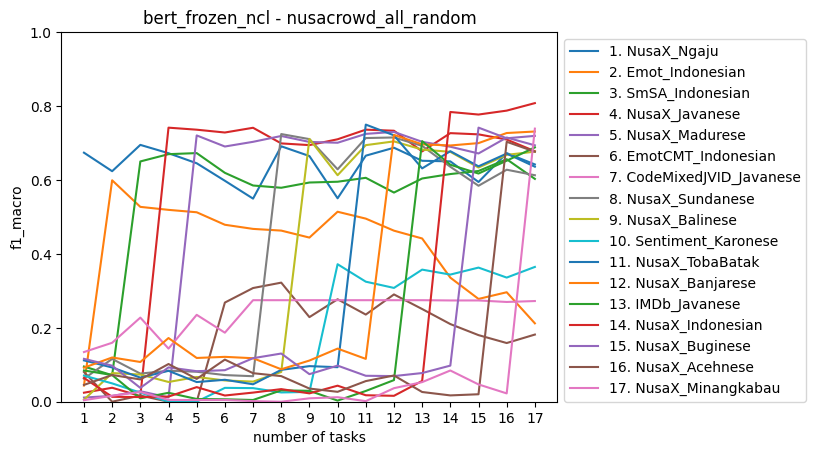 bert_frozen_ncl - nusacrowd_all_random
1.0
0.8
0.6
0.4
0.2
0.0
f1_macro
1 2 3 4 5 6 7 8 9 10 11 12 13 14 15 16 17
number of tasks
1. NusaX_Ngaju
2. Emot_Indonesian
3. SmSA_Indonesian
4. NusaX_Javanese
5. NusaX_Madurese
6. EmotCMT_Indonesian
7. CodeMixedJVID_Javanese
8. NusaX_Sundanese
9. NusaX_Balinese
10. Sentiment_Karonese
11. NusaX_TobaBatak
12. NusaX_Banjarese
13. IMDb_Javanese
14. NusaX_Indonesian
15. NusaX_Buginese
16. NusaX_Acehnese
17. NusaX_Minangkabau